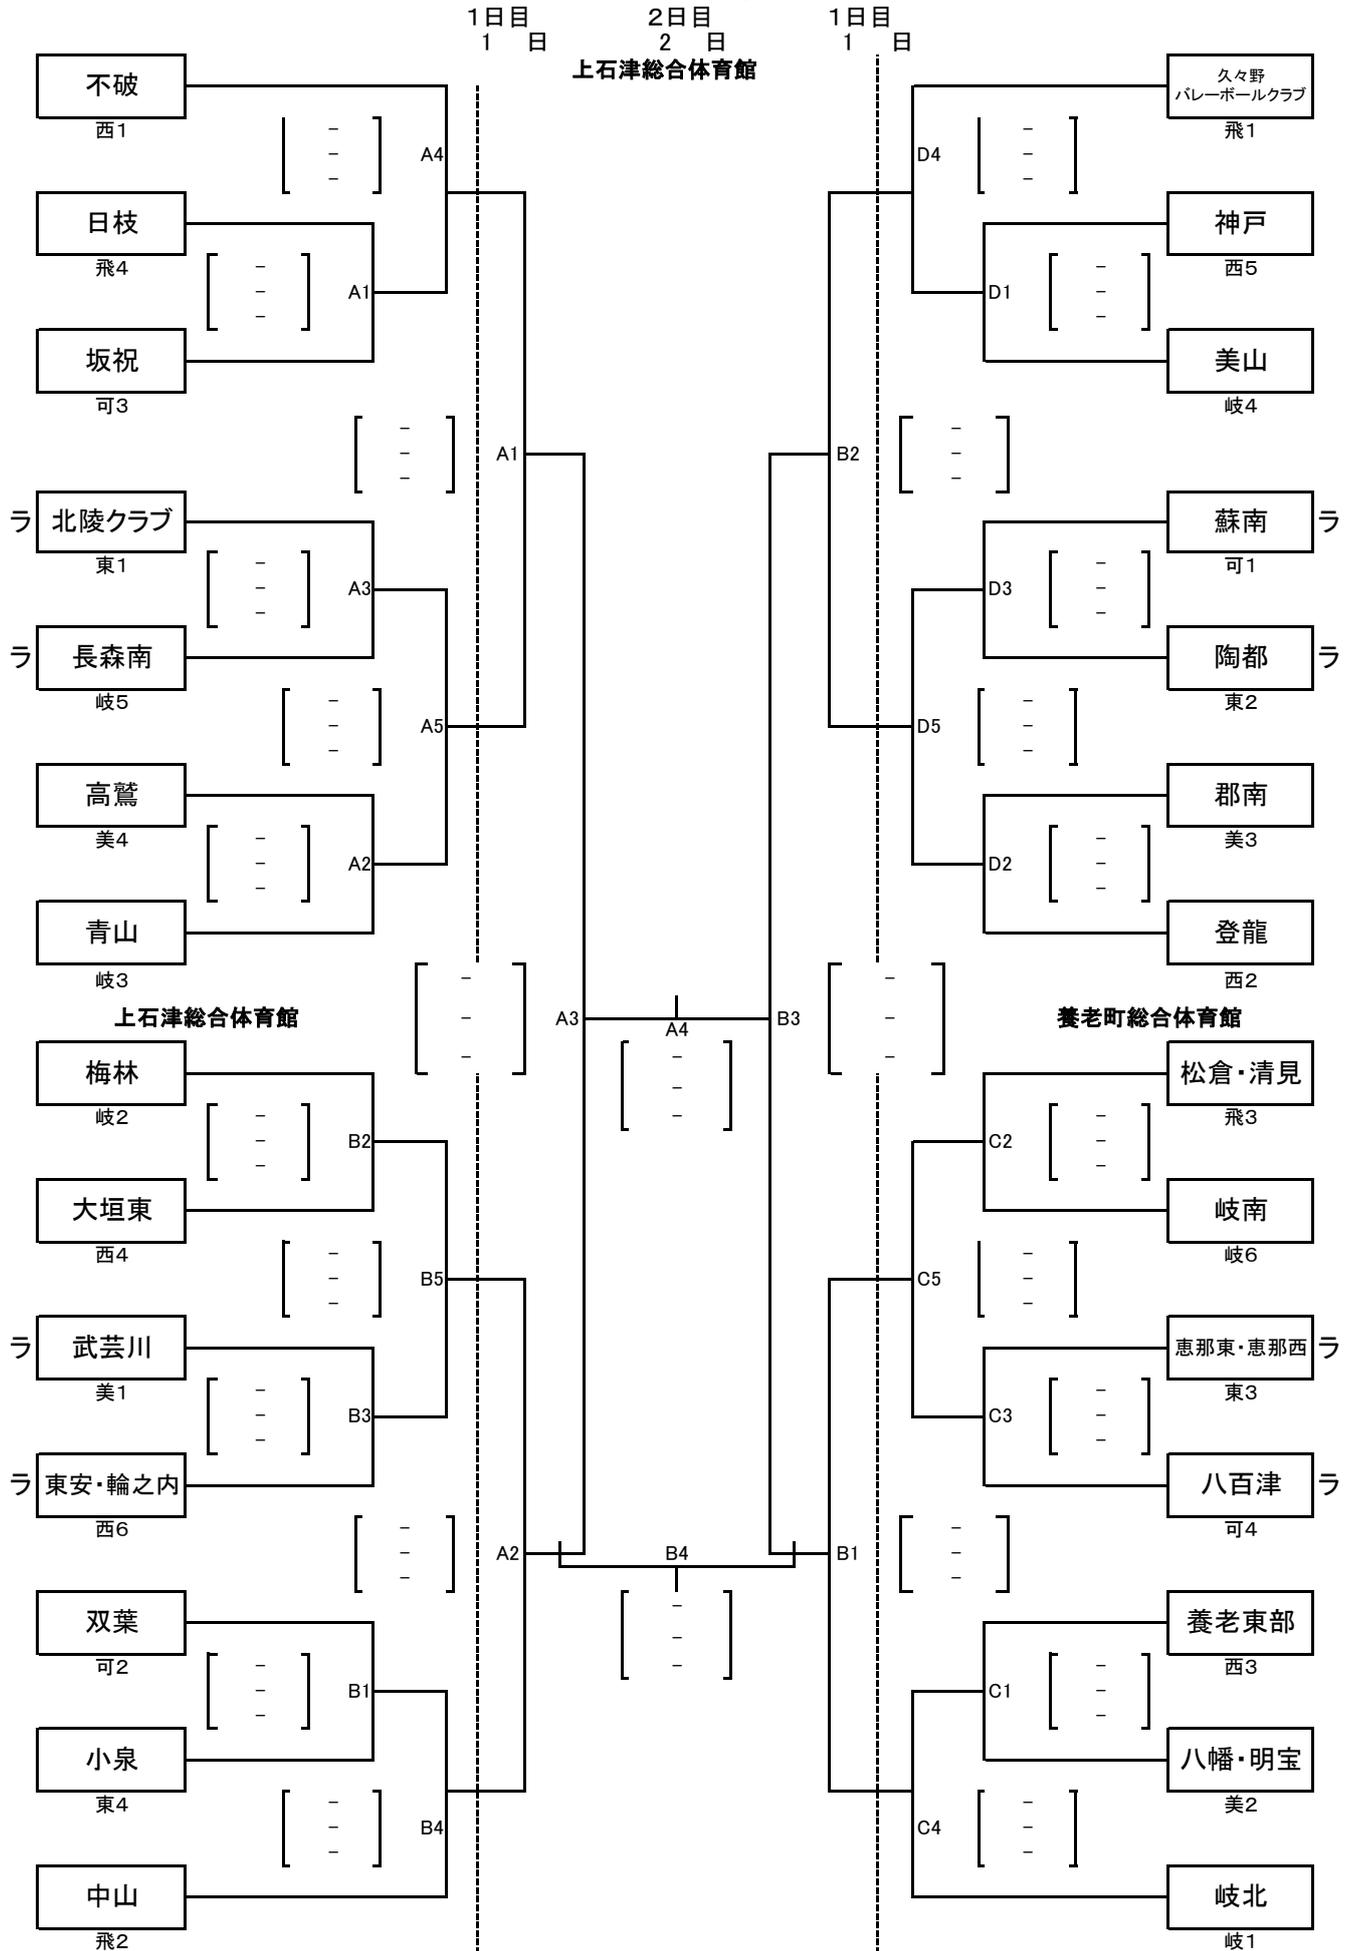 1日目 2日目 1日目
1 日 2 日 1 日
上石津総合体育館
不破
西1
日枝
飛4
坂祝
可3
ラ 北陵クラブ
東1
ラ 長森南
岐5
高鷲
美4
青山
岐3
上石津総合体育館
梅林
岐2
大垣東
西4
ラ 武芸川
美1
ラ 東安・輪之内
西6
双葉
可2
小泉
東4
中山
飛2
A4
- 
-
-
A1
-
-
-
A1
-
-
-
A3
-
-
-
A5
-
-
-
A2
-
-
-
A3
-
-
-
B2
-
-
-
B5
-
-
-
B3
-
-
-
A2
-
-
-
B1
-
-
-
B4
-
-
-
A4
-
-
-
B4
-
-
-
久々野
バレーボールクラブ
飛1
神戸
西5
美山
岐4
蘇南 ラ
可1
陶都 ラ
東2
郡南
美3
登龍
西2
養老町総合体育館
松倉・清見
飛3
岐南
岐6
恵那東・恵那西 ラ
東3
八百津 ラ
可4
養老東部
西3
八幡・明宝
美2
岐北
岐1
D4
-
-
-
D1
-
-
-
B2
-
-
-
D3
-
-
-
D5
-
-
-
D2
-
-
-
B3
-
-
-
C2
-
-
-
C5
-
-
-
C3
-
-
-
B1
-
-
-
C1
-
-
-
C4
-
-
-